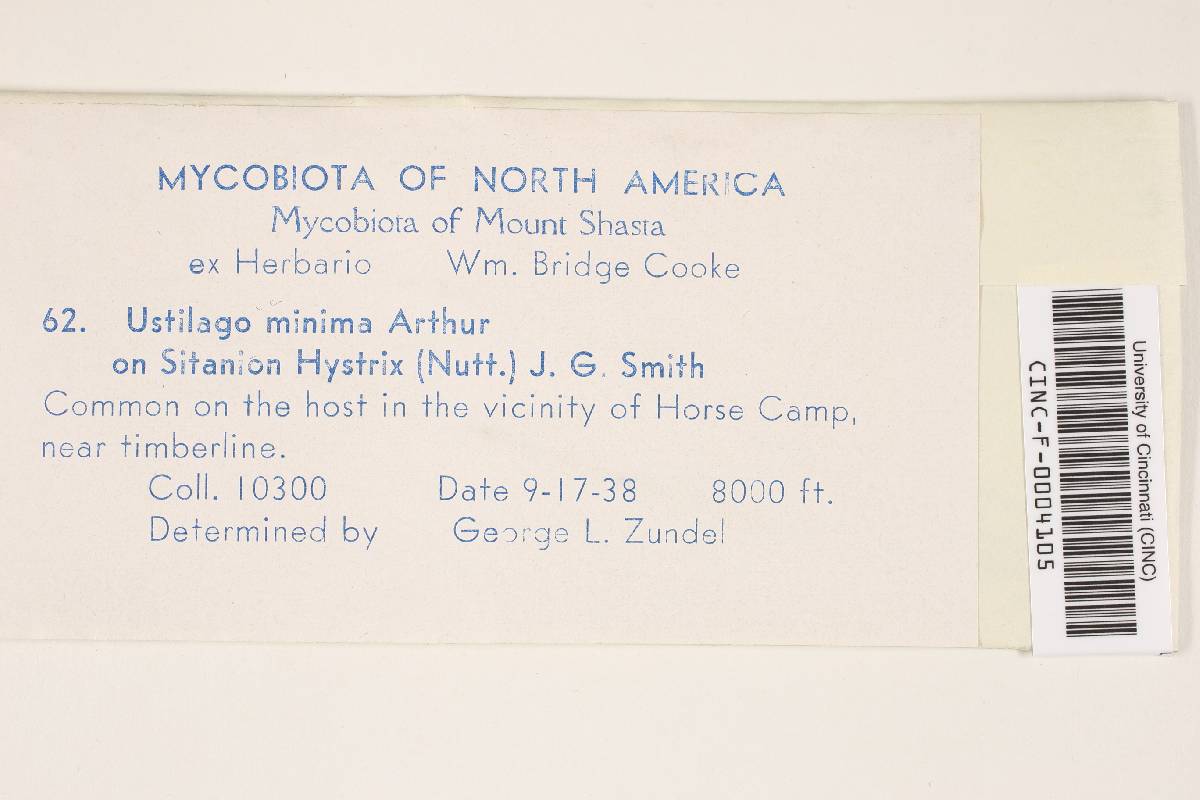 MYCOBIOTA OF NORTH AMERICA
Mycobiota of Mount Shasta
ex Herbario Wm. Bridge Cooke
62. Ustilago minima Arthur
on Sitanion Hystrix (Nutt.) J. G. Smith
Common on the host in the vicinity of Horse Camp,
near timberline.
Coll. 10300 Date 9-17-38 8000 ft.
Determined by George L. Zundel
University of Cincinnati (CINC)
CINC-F-0004105